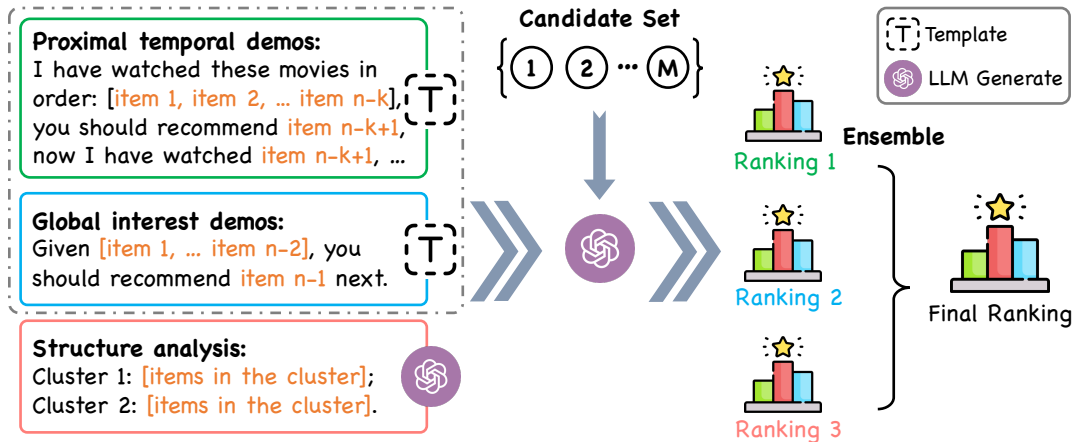 Proximal temporal demos:
I have watched these movies in
order: [item 1, item 2, ... item n-k],
you should recommend item n-k+1,
now I have watched item n-k+1, ...
T
Global interest demos:
Given [item 1, ... item n-2], you
should recommend item n-1 next.
T
Structure analysis:
Cluster 1: [items in the cluster];
Cluster 2: [items in the cluster].
Candidate Set
{1 2 ... M}
Ranking 1
Ranking 2
Ranking 3
Ensemble
Final Ranking
T Template
LLM Generate